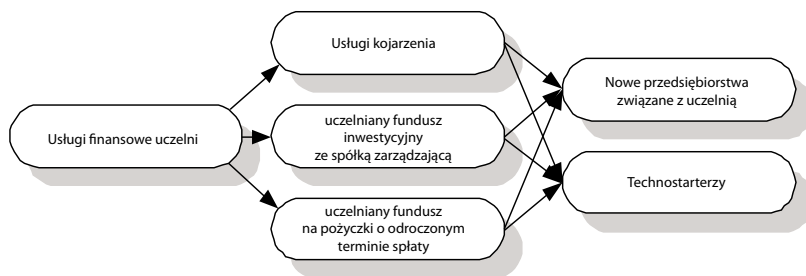 Usługi finansowe uczelni
Usługi kojarzenia
uczelniany fundusz
inwestycyjny
ze spółką zarządzającą
uczelniany fundusz
na pożyczki o odroczonym
terminie spłaty
Nowe przedsiębiorstwa
związane z uczelnią
Technostarterzy